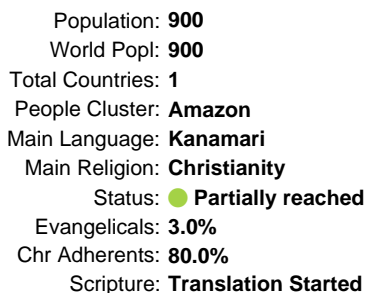 Population: 900
World Popl: 900
Total Countries: 1
People Cluster: Amazon
Main Language: Kanamari
Main Religion: Christianity
Status: Partially reached
Evangelicals: 3.0%
Chr Adherents: 80.0%
Scripture: Translation Started